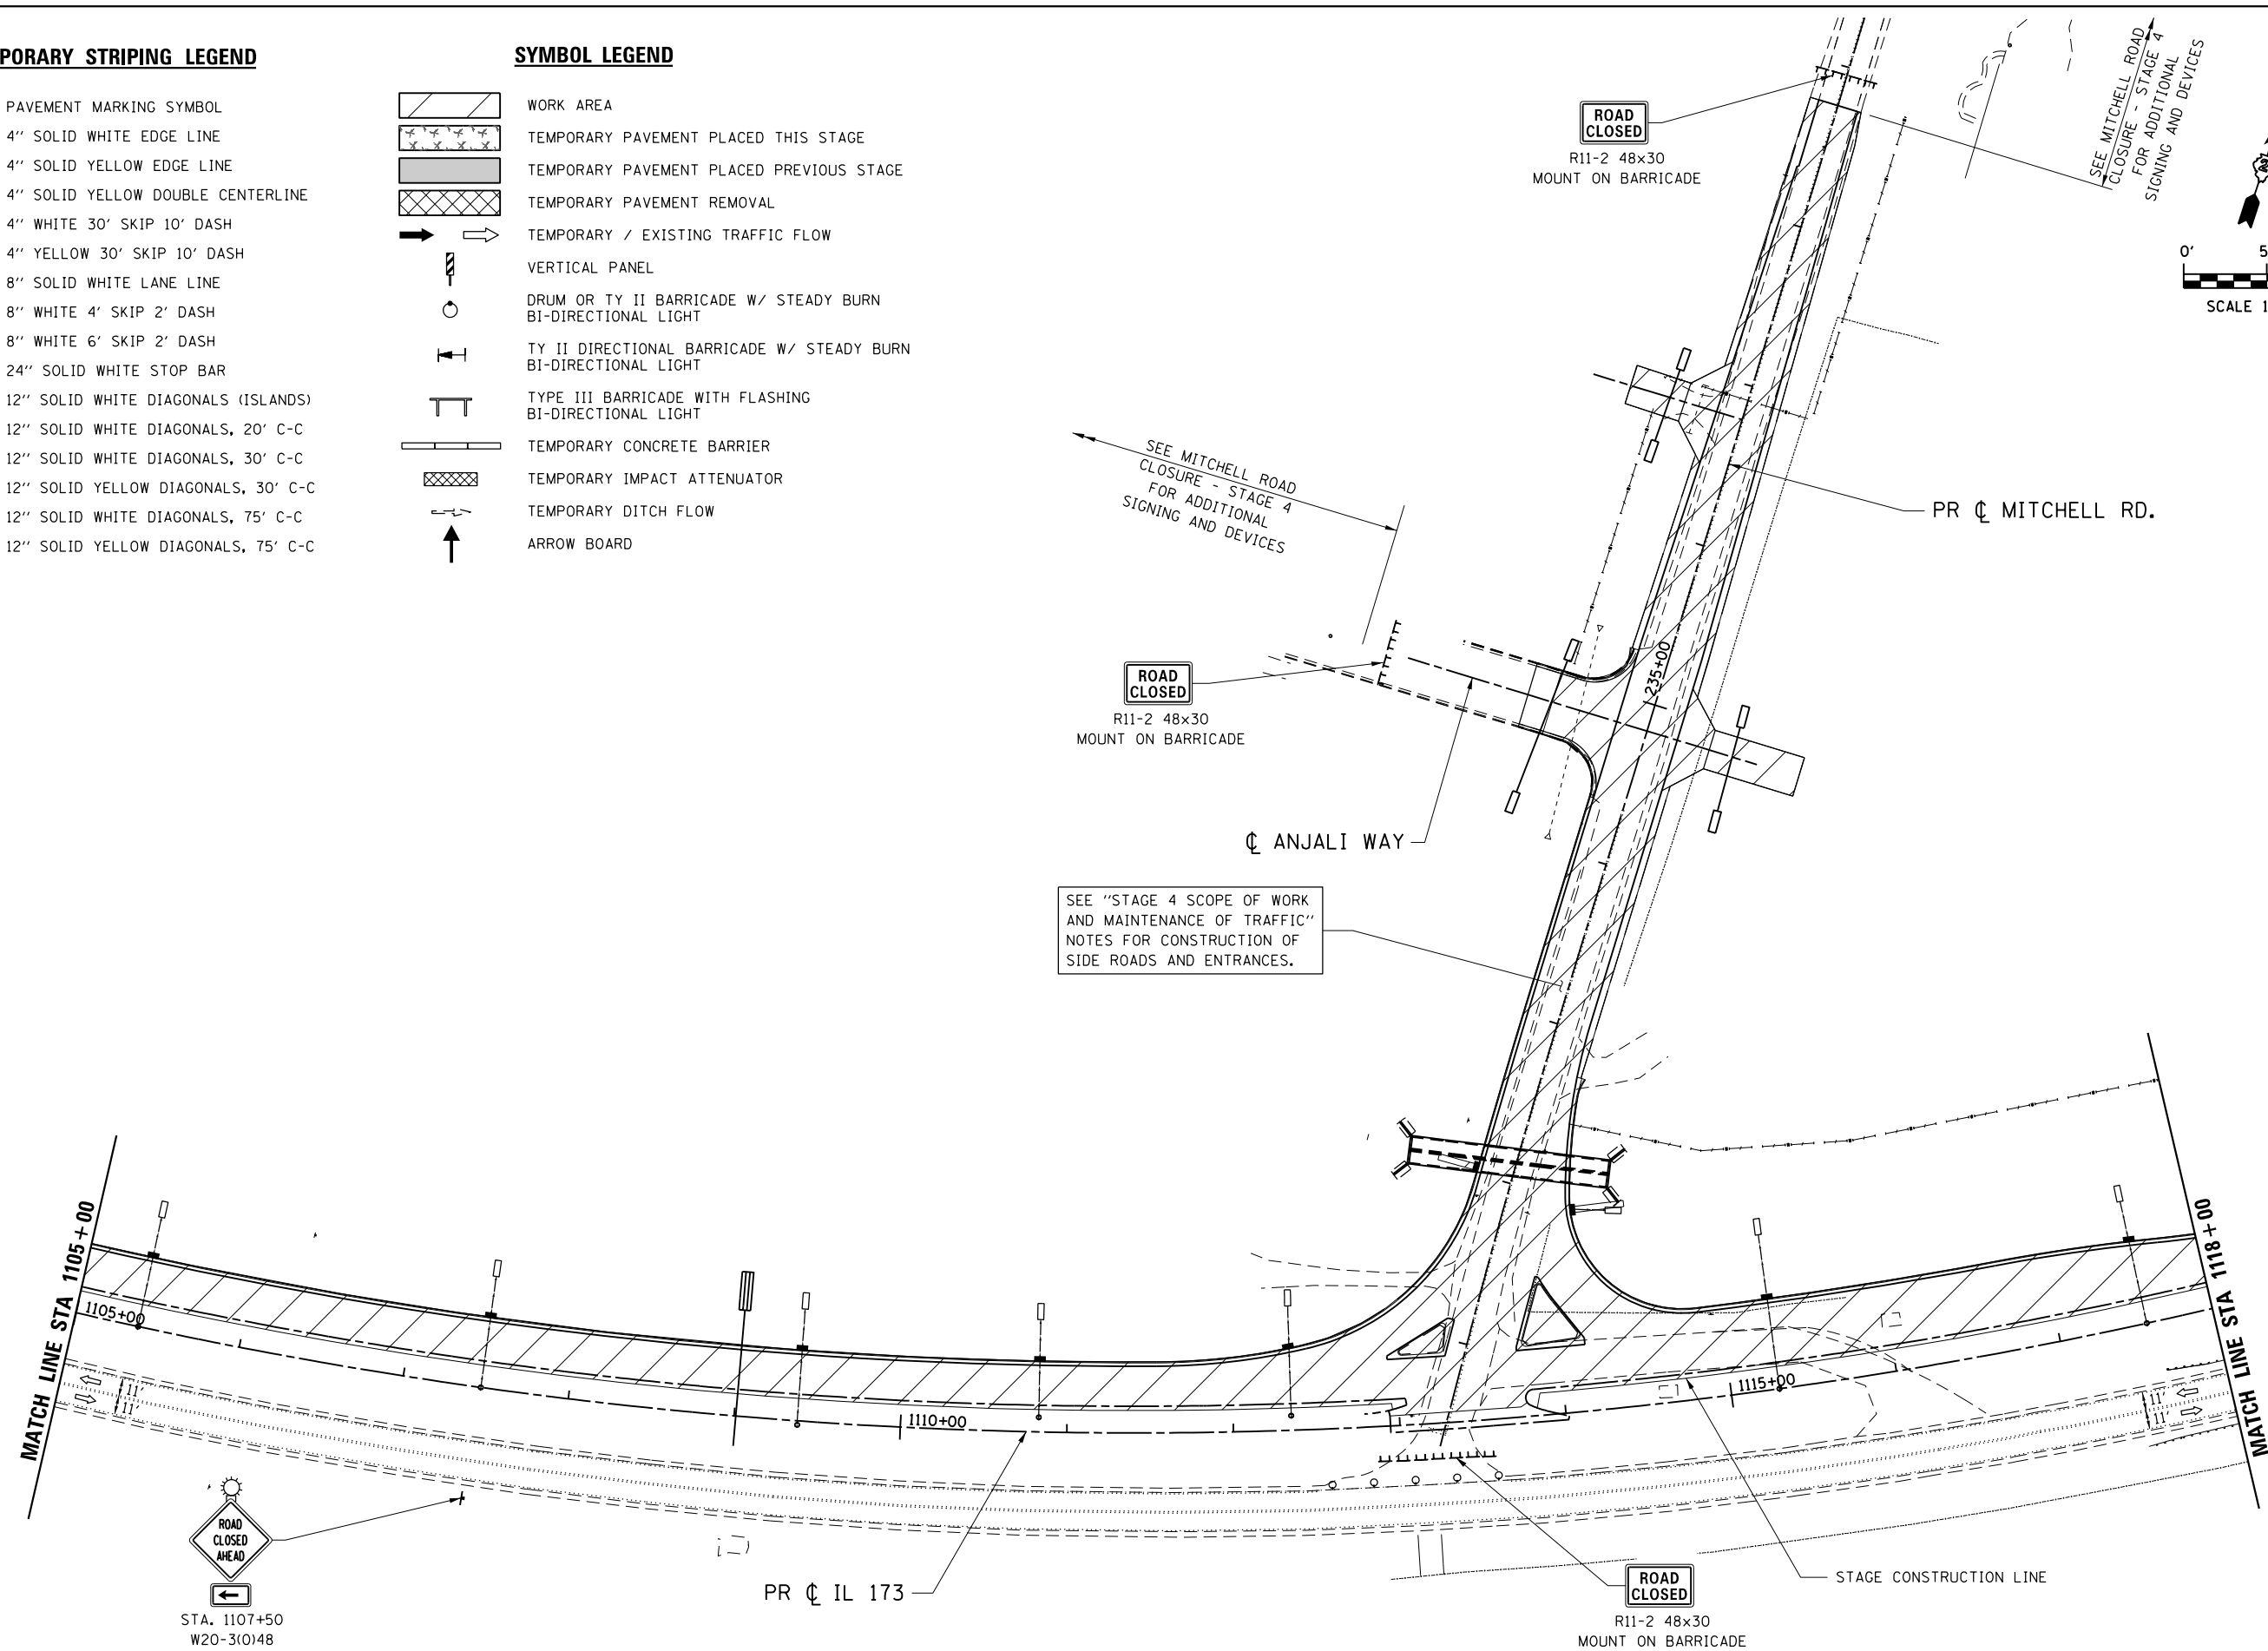 PORARY STRIPING LEGEND
PAVEMENT MARKING SYMBOL
4'' SOLID WHITE EDGE LINE
4'' SOLID YELLOW EDGE LINE
4'' SOLID YELLOW DOUBLE CENTERLINE
4'' WHITE 30' SKIP 10' DASH
4'' YELLOW 30' SKIP 10' DASH
8'' SOLID WHITE LANE LINE
8'' WHITE 4' SKIP 2' DASH
8'' WHITE 6' SKIP 2' DASH
24'' SOLID WHITE STOP BAR
12'' SOLID WHITE DIAGONALS (ISLANDS)
12'' SOLID WHITE DIAGONALS, 20' C-C
12'' SOLID WHITE DIAGONALS, 30' C-C
12'' SOLID YELLOW DIAGONALS, 30' C-C
12'' SOLID WHITE DIAGONALS, 75' C-C
12'' SOLID YELLOW DIAGONALS, 75' C-C
SYMBOL LEGEND
WORK AREA
TEMPORARY PAVEMENT PLACED THIS STAGE
TEMPORARY PAVEMENT PLACED PREVIOUS STAGE
TEMPORARY PAVEMENT REMOVAL
TEMPORARY / EXISTING TRAFFIC FLOW
VERTICAL PANEL
DRUM OR TY II BARRICADE W/ STEADY BURN
BI-DIRECTIONAL LIGHT
TY II DIRECTIONAL BARRICADE W/ STEADY BURN
BI-DIRECTIONAL LIGHT
TYPE III BARRICADE WITH FLASHING
BI-DIRECTIONAL LIGHT
TEMPORARY CONCRETE BARRIER
TEMPORARY IMPACT ATTENUATOR
TEMPORARY DITCH FLOW
ARROW BOARD
ROAD
CLOSED
R11-2 48x30
MOUNT ON BARRICADE
SEE MITCHELL ROAD
CLOSURE - STAGE 4
FOR ADDITIONAL
SIGNING AND DEVICES
0'
5
SCALE 1
SEE MITCHELL ROAD
CLOSURE - STAGE 4
FOR ADDITIONAL
SIGNING AND DEVICES
PR ℄ MITCHELL RD.
ROAD
CLOSED
R11-2 48x30
MOUNT ON BARRICADE
235+00
℄ ANJALI WAY
SEE ''STAGE 4 SCOPE OF WORK
AND MAINTENANCE OF TRAFFIC''
NOTES FOR CONSTRUCTION OF
SIDE ROADS AND ENTRANCES.
MATCH LINE STA 1105+00
1105+00
11'
11'
1110+00
1115+00
11'
11'
MATCH LINE STA 1118+00
ROAD
CLOSED
AHEAD
STA. 1107+50
W20-3(O)48
PR ℄ IL 173
ROAD
CLOSED
R11-2 48x30
MOUNT ON BARRICADE
STAGE CONSTRUCTION LINE